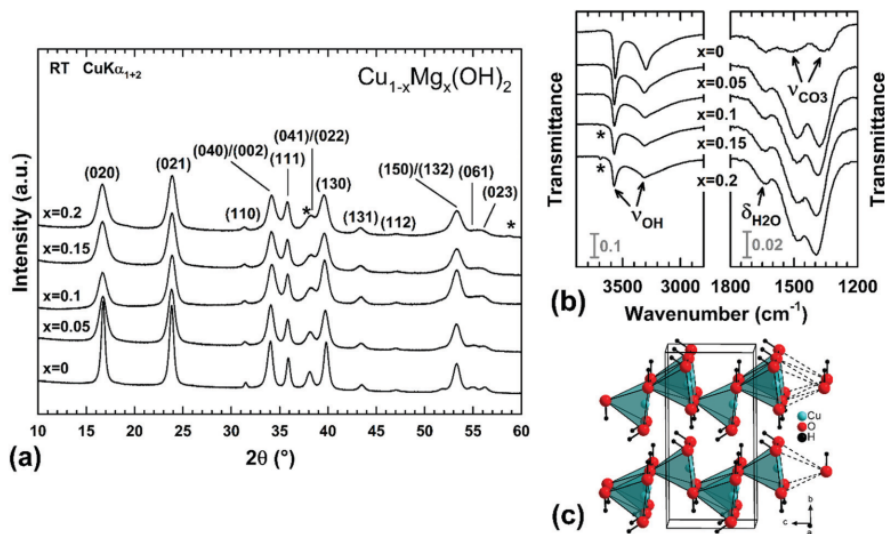 RT CuKα1+2
Cu1-xMgx(OH)2
(041)/(022)
(040)/(002)
(111)
(150)/(132)
(061)
(020)
(021)
(130)
(023)
(110)
*
(131)
(112)
*
x=0.2
x=0.15
x=0.1
x=0.05
x=0
Intensity (a.u.)
10 15 20 25 30 35 40 45 50 55 60
2θ (°)
(a)
Transmittance
x=0
x=0.05
x=0.1
x=0.15
x=0.2
*
*
νOH
0.1
νCO3
δH2O
0.02
Transmittance
3500 3000 1800 1500 1200
Wavenumber (cm-1)
(b)
Cu
O
H
b
c
a
(c)